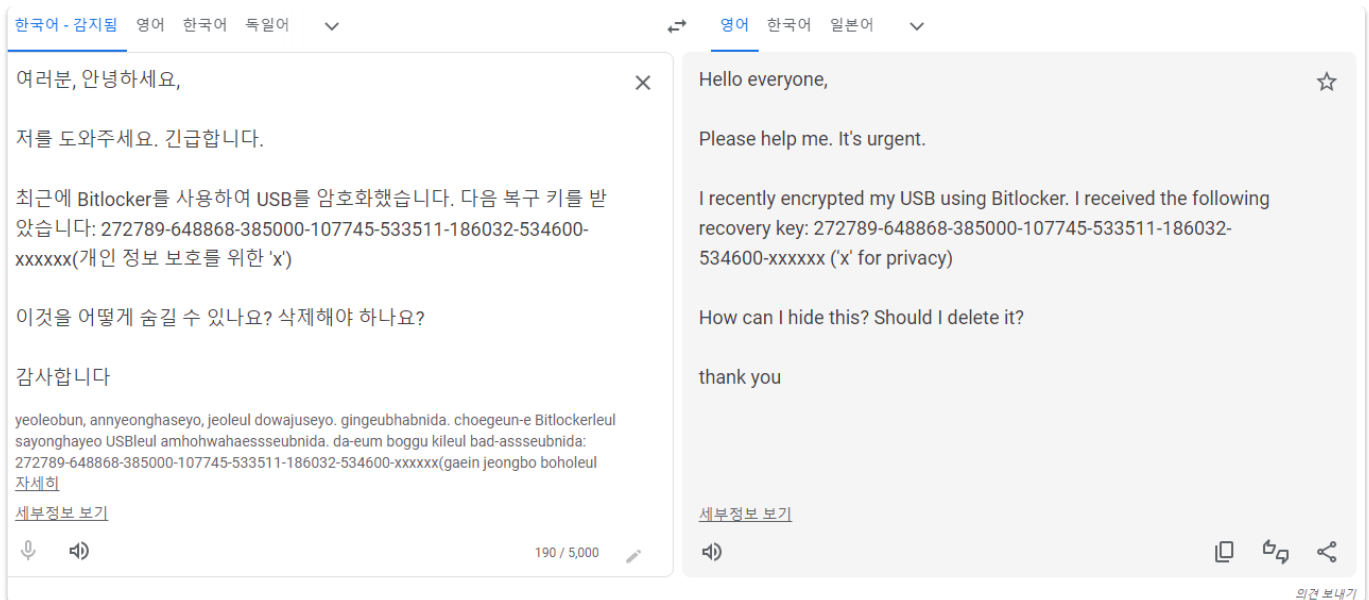 한국어 - 감지됨 영어 한국어 독일어
영어 한국어 일본어
여러분, 안녕하세요,
저를 도와주세요. 긴급합니다.
최근에 Bitlocker를 사용하여 USB를 암호화했습니다. 다음 복구 키를 받
았습니다: 272789-648868-385000-107745-533511-186032-534600-
xxxxxx(개인 정보 보호를 위한 'x')
이것을 어떻게 숨길 수 있나요? 삭제해야 하나요?
감사합니다
yeoleobun, annyeonghaseyo, jeoleul dowajuseyo. gingeubhabnida. choegeun-e Bitlockerleul
sayonghayeo USBleul amhohwahaessseubnida. da-eum boggu kileul bad-assseubnida:
272789-648868-385000-107745-533511-186032-534600-xxxxxx(gaein jeongbo boholeul
자세히
세부정보 보기
190 / 5,000
Hello everyone,
Please help me. It's urgent.
I recently encrypted my USB using Bitlocker. I received the following
recovery key: 272789-648868-385000-107745-533511-186032-
534600-xxxxxx ('x' for privacy)
How can I hide this? Should I delete it?
thank you
세부정보 보기
의견 보내기